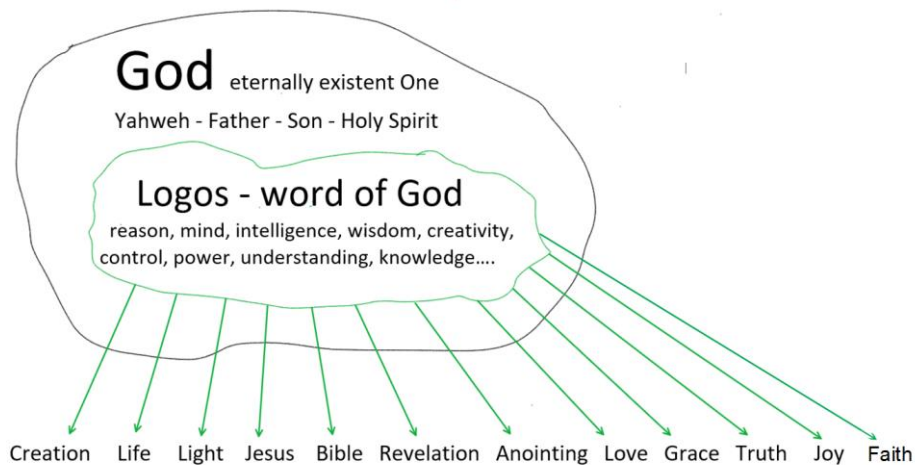 God eternally existent One
Yahweh - Father - Son - Holy Spirit
Logos - word of God
reason, mind, intelligence, wisdom, creativity,
control, power, understanding, knowledge....
Creation Life Light Jesus Bible Revelation Anointing Love Grace Truth Joy Faith